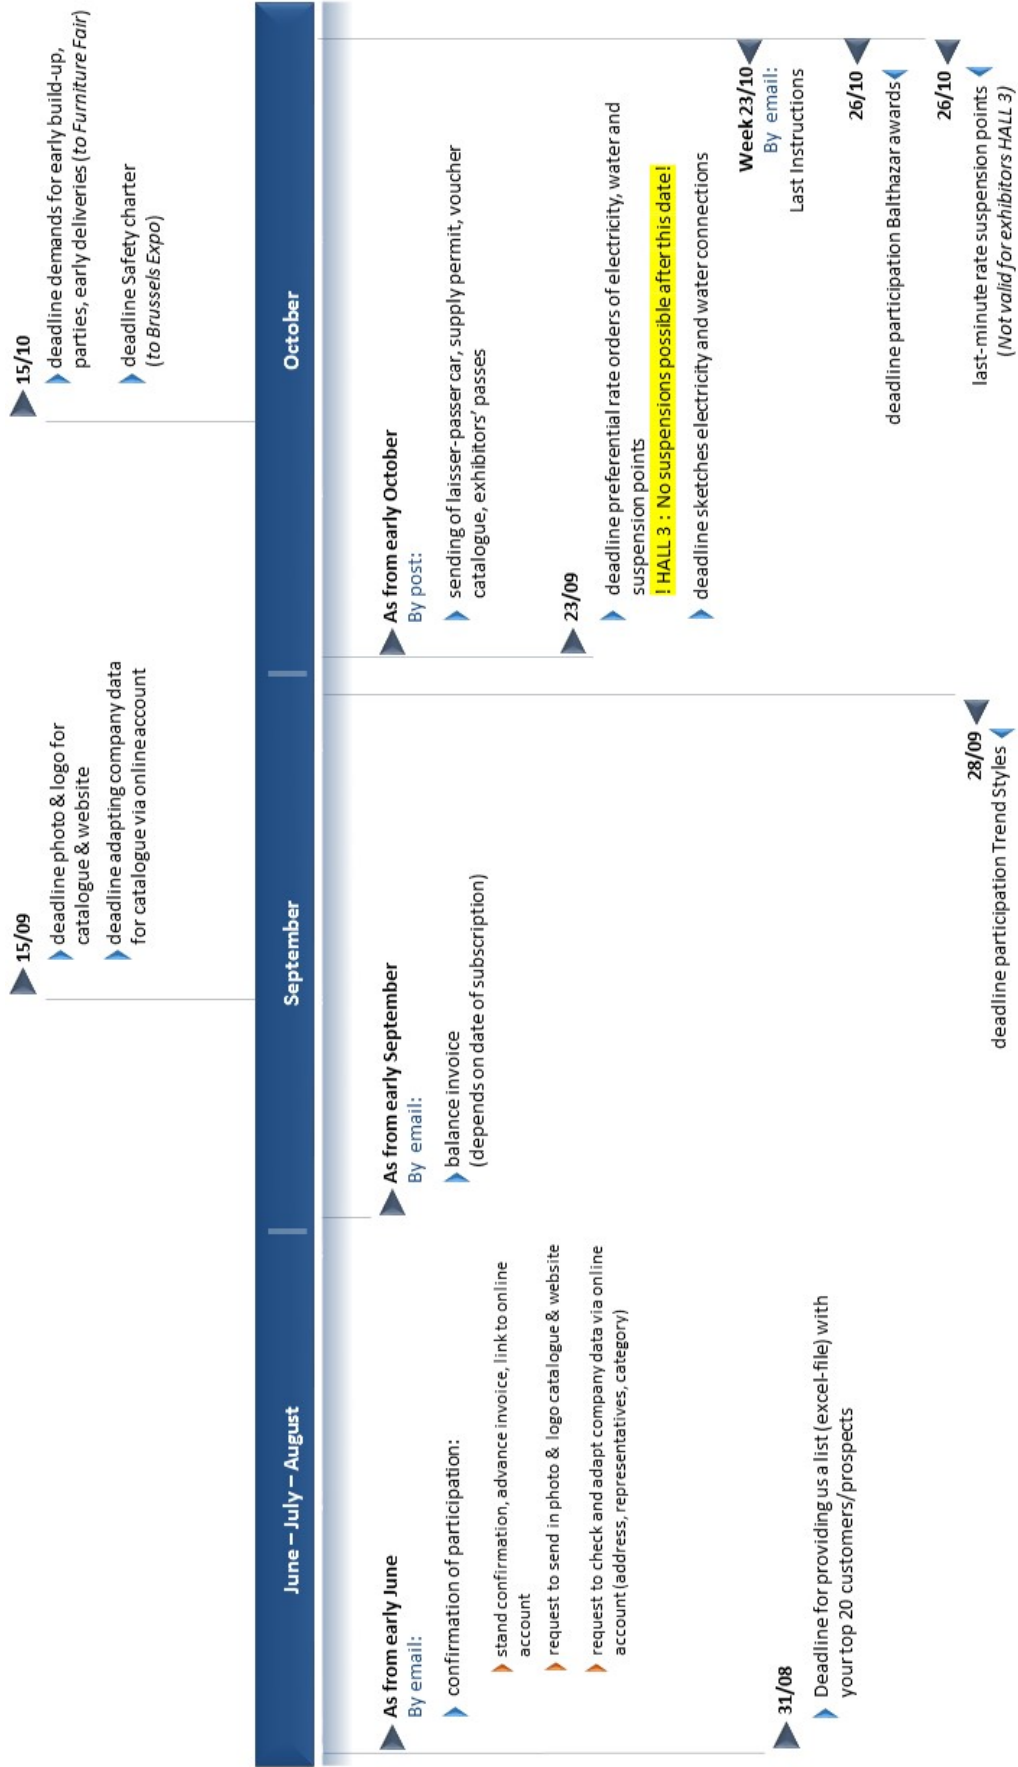 15/09
deadline photo & logo for
catalogue & website
deadline adapting company data
for catalogue via online account
15/10
deadline demands for early build-up,
parties, early deliveries (to Furniture Fair)
deadline Safety charter
(to Brussels Expo)
June – July – August
September
October
As from early June
By email:
confirmation of participation:
stand confirmation, advance invoice, link to online
account
request to send in photo & logo catalogue & website
request to check and adapt company data via online
account (address, representatives, category)
31/08
Deadline for providing us a list (excel-file) with
your top 20 customers/prospects
As from early September
By email:
balance invoice
(depends on date of subscription)
28/09
deadline participation Trend Styles
As from early October
By post:
sending of laisser-passer car, supply permit, voucher
catalogue, exhibitors' passes
23/09
deadline preferential rate orders of electricity, water and
suspension points
! HALL 3 : No suspensions possible after this date!
deadline sketches electricity and water connections
Week 23/10
By email:
Last Instructions
26/10
deadline participation Balthazar awards
26/10
last-minute rate suspension points
(Not valid for exhibitors HALL 3)